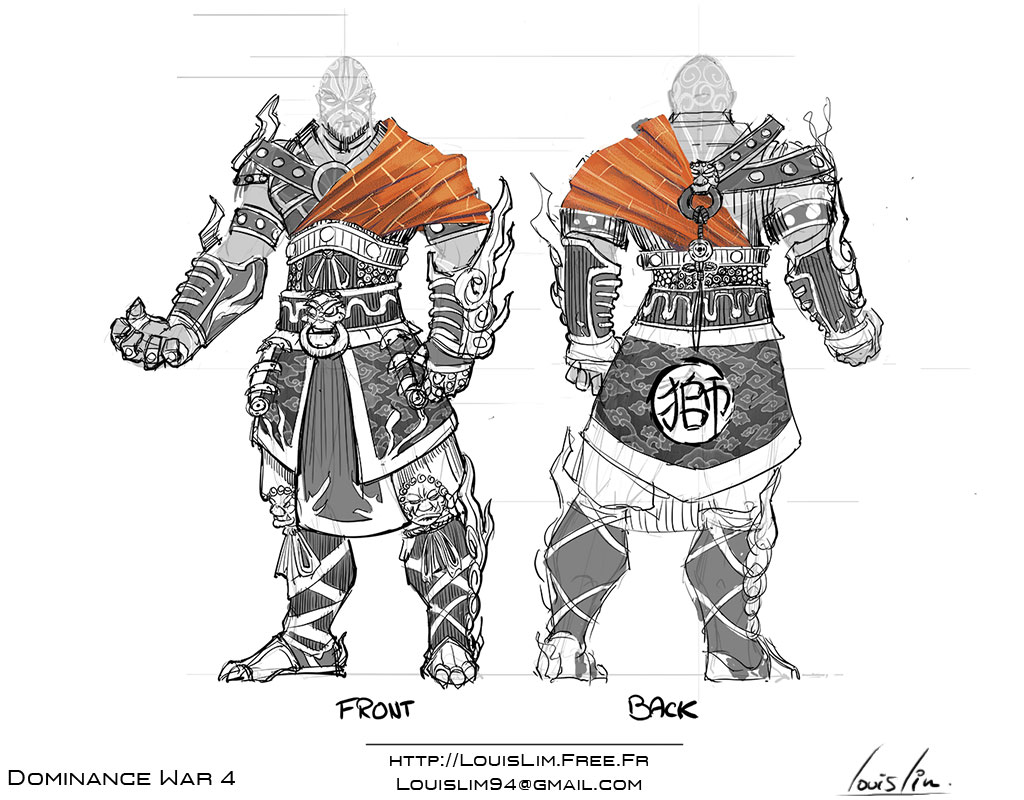 獅
FRONT
BACK
HTTP://LOUISLIM.FREE.FR
LOUISLIM94@GMAIL.COM
DOMINANCE WAR 4
louis lim.